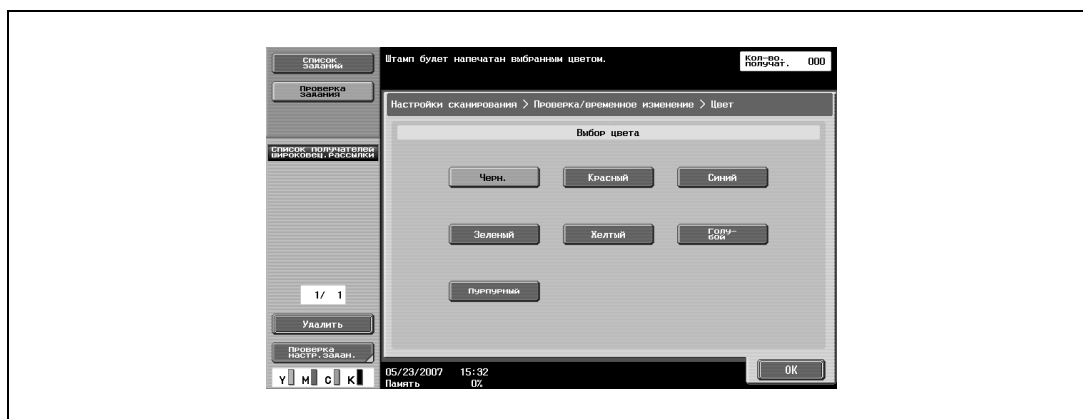 Список
заданий
Проверка
задания
Список получателей
широковещ.рассылки
1/ 1
Удалить
Проверка
настр.задан.
Y M C K
Штамп будет напечатан выбранным цветом.
Кол-во.
получат. 000
Настройки сканирования > Проверка/временное изменение > Цвет
Выбор цвета
Черн. Красный Синий
Зеленый Желтый Голу-
бой
Пурпурный
05/23/2007 15:32
Память 0%
OK